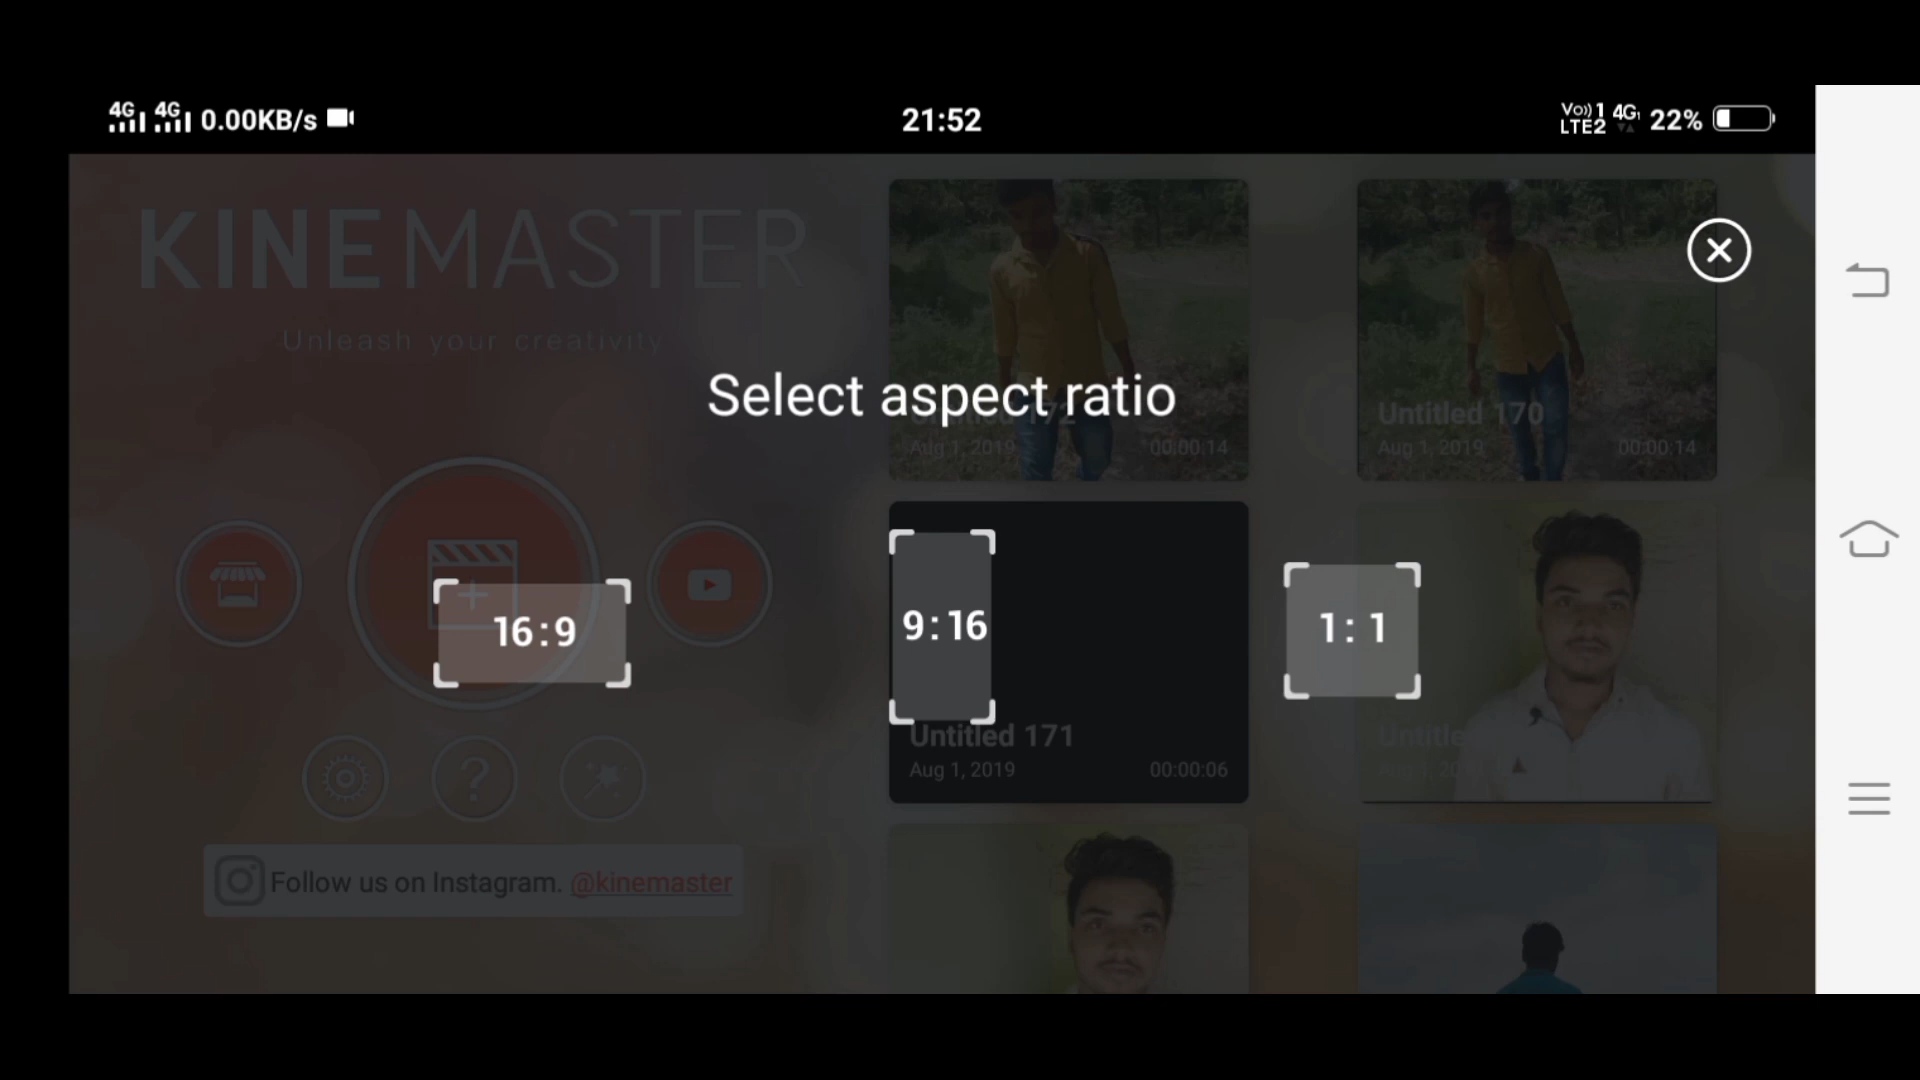 4G 4G 0.00KB/s
21:52
Vo)) 1 4G 22%
LTE2
KINEMASTER
Unleash your creativity
Select aspect ratio
Untitled 172
Aug 1, 2019 00:00:14
Untitled 170
Aug 1, 2019 00:00:14
16:9
9:16
1:1
Untitled 171
Aug 1, 2019 00:00:06
Follow us on Instagram. @kinemaster